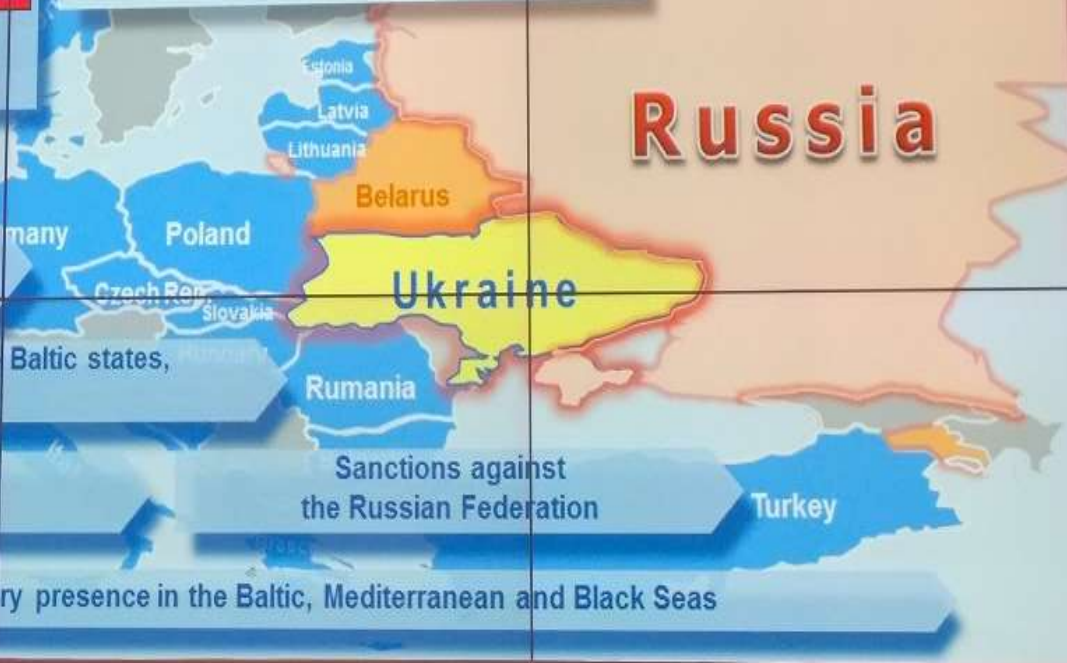 Estonia
Latvia
Lithuania
Russia
Belarus
many
Poland
Ukraine
Czech Rep.
Slovakia
Hungary
Baltic states,
Rumania
Sanctions against
the Russian Federation
Turkey
ry presence in the Baltic, Mediterranean and Black Seas